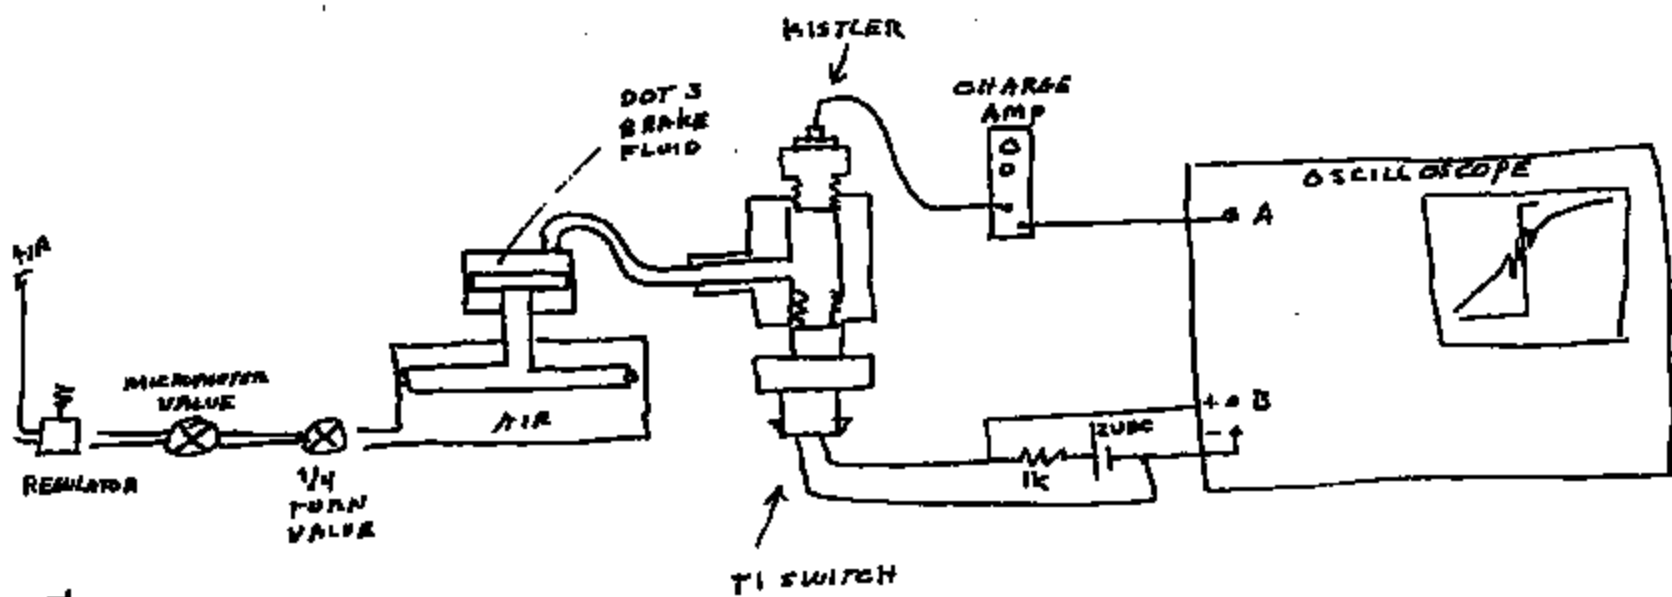 KISTLER
DOT 3
BRAKE
FLUID
CHARGE
AMP
OSCILLOSCOPE
AIR
A
MICROMETER
VALVE
AIR
+ B
-
12VDC
1K
REGULATOR
1/4
TURN
VALVE
TI SWITCH